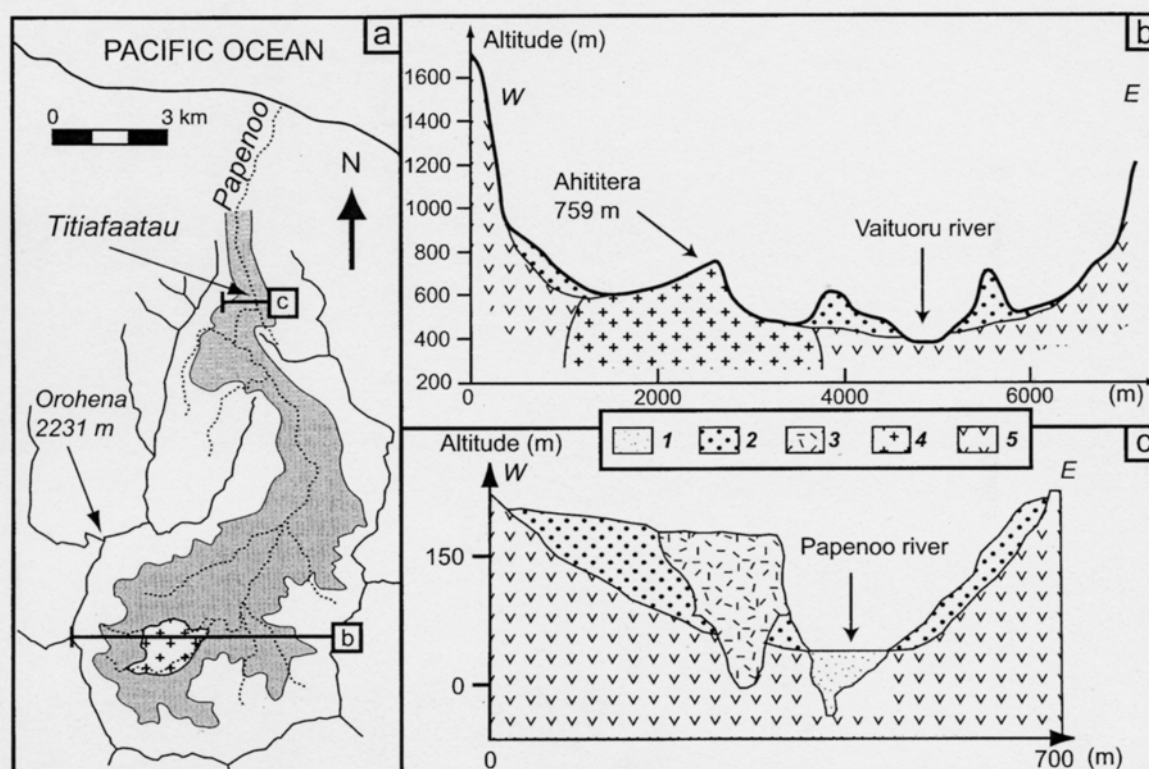 a
PACIFIC OCEAN
0 3 km
Papenoo
N
Titiafaatau
c
Orohena
2231 m
b
b
Altitude (m)
1600
1400
1200
1000
800
600
400
200
W
E
Ahititera
759 m
Vaituoru river
2000 4000 6000 (m)
1 2 3 4 5
c
Altitude (m)
W
E
150
0
Papenoo river
0 700 (m)